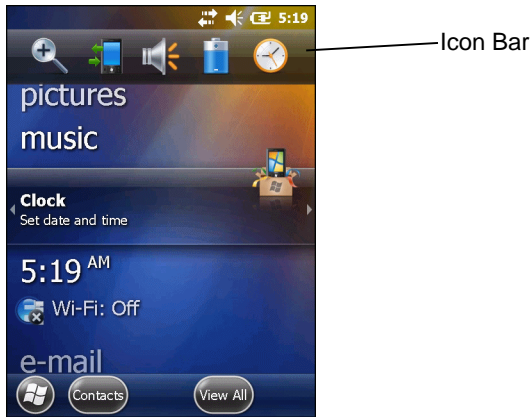 5:19
Icon Bar
pictures
music
Clock
Set date and time
5:19 AM
Wi-Fi: Off
e-mail
Contacts
View All